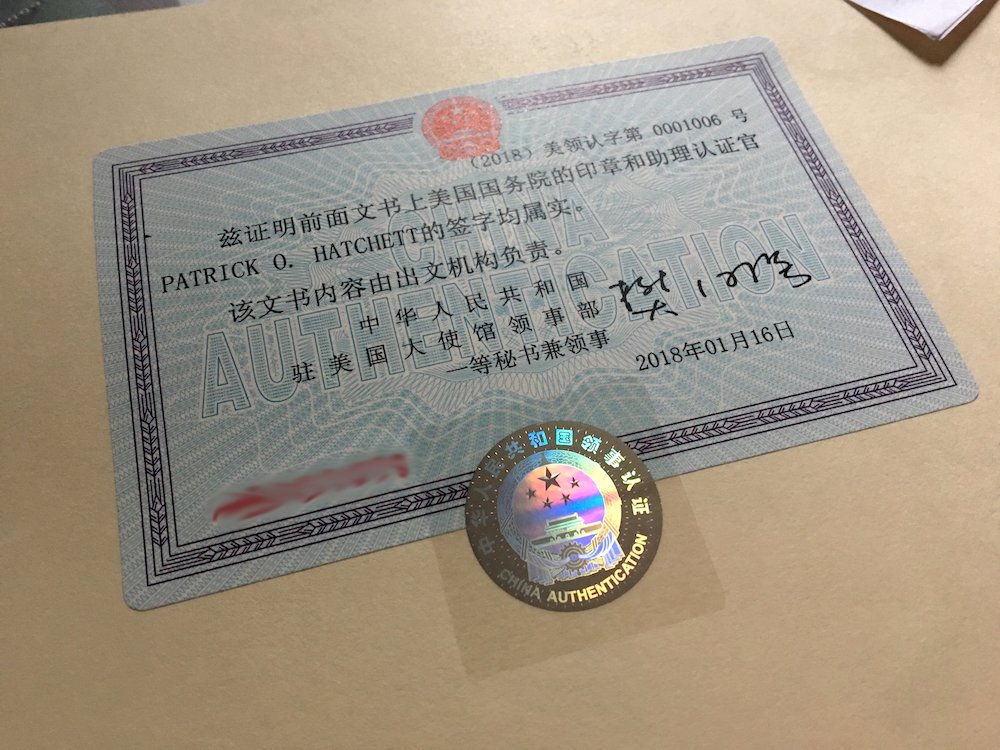 （2018）美领认字第 0001006 号
兹证明前面文书上美国国务院的印章和助理认证官
PATRICK O. HATCHETT的签字均属实。
该文书内容由出文机构负责。
中华人民共和国
驻美国大使馆领事部
一等秘书兼领事
2018年01月16日
CHINA
AUTHENTICATION
中华人民共和国领事认证
CHINA AUTHENTICATION